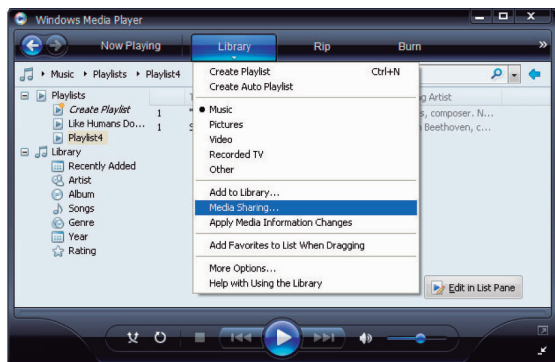 Windows Media Player
Now Playing Library Rip Burn
Music Playlists Playlist4
Playlists
Create Playlist
Like Humans Do... 1
Playlist4 1
Library
Recently Added
Artist
Album
Songs
Genre
Year
Rating
Create Playlist Ctrl+N
Create Auto Playlist
Music
Pictures
Video
Recorded TV
Other
Add to Library...
Media Sharing...
Apply Media Information Changes
Add Favorites to List When Dragging
More Options...
Help with Using the Library
g Artist
s, composer. N...
Beethoven, c...
Edit in List Pane